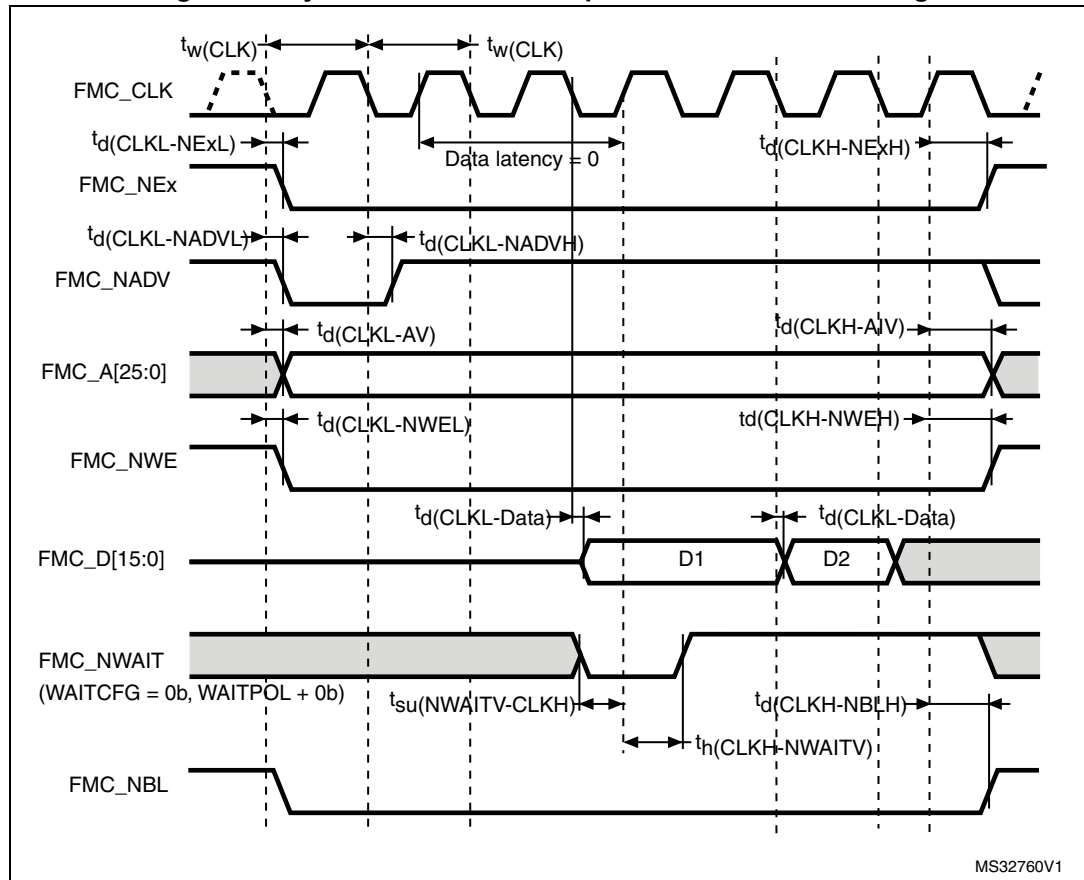 tw(CLK) tw(CLK)
FMC_CLK
td(CLKL-NExL) Data latency = 0 td(CLKH-NExH)
FMC_NEx
td(CLKL-NADVL) td(CLKL-NADVH)
FMC_NADV
td(CLKL-AV) td(CLKH-AIV)
FMC_A[25:0]
td(CLKL-NWEL) td(CLKH-NWEH)
FMC_NWE
td(CLKL-Data) td(CLKL-Data)
FMC_D[15:0] D1 D2
FMC_NWAIT
(WAITCFG = 0b, WAITPOL + 0b)
tsu(NWAITV-CLKH) td(CLKH-NBLH)
th(CLKH-NWAITV)
FMC_NBL
MS32760V1